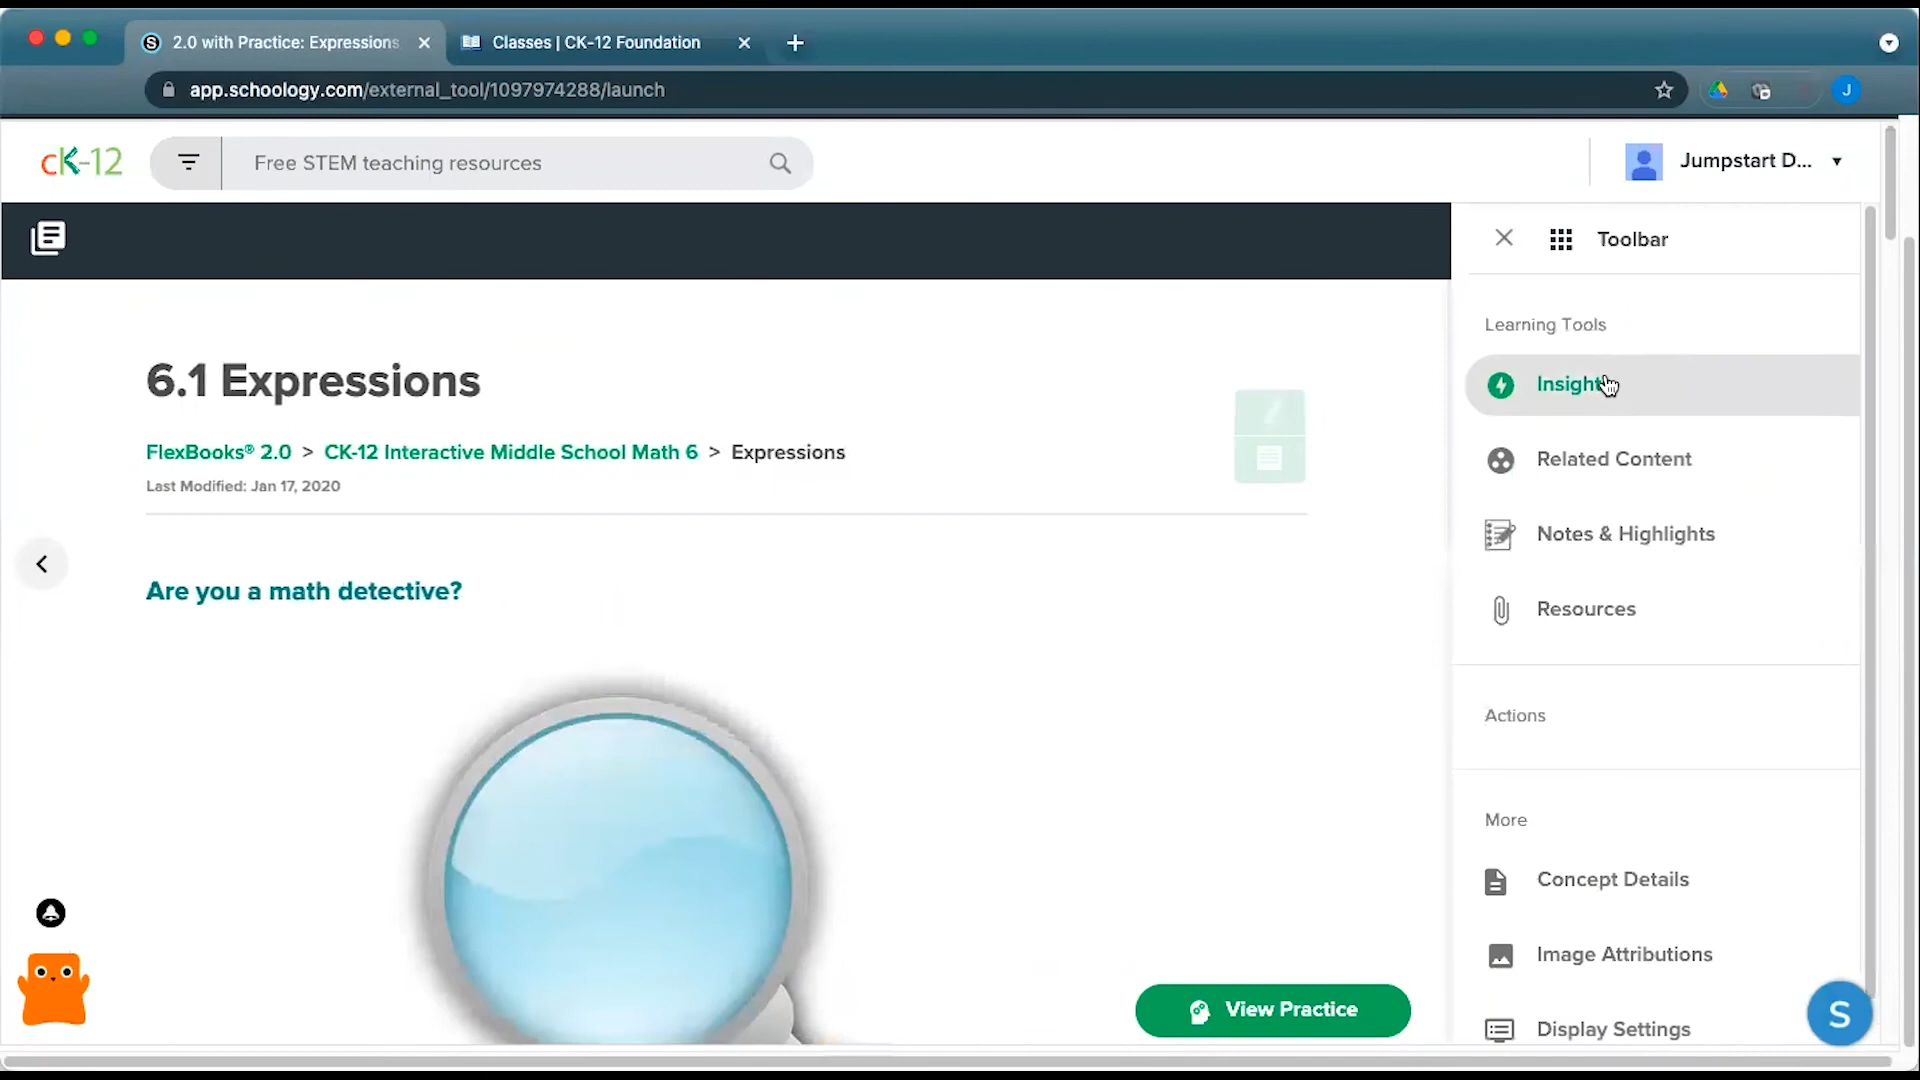 2.0 with Practice: Expressions
Classes | CK-12 Foundation
app.schoology.com/external_tool/1097974288/launch
J
cK-12
Free STEM teaching resources
Jumpstart D...
Toolbar
Learning Tools
Insight
Related Content
Notes & Highlights
Resources
Actions
More
Concept Details
Image Attributions
Display Settings
6.1 Expressions
FlexBooks® 2.0 > CK-12 Interactive Middle School Math 6 > Expressions
Last Modified: Jan 17, 2020
Are you a math detective?
View Practice
S